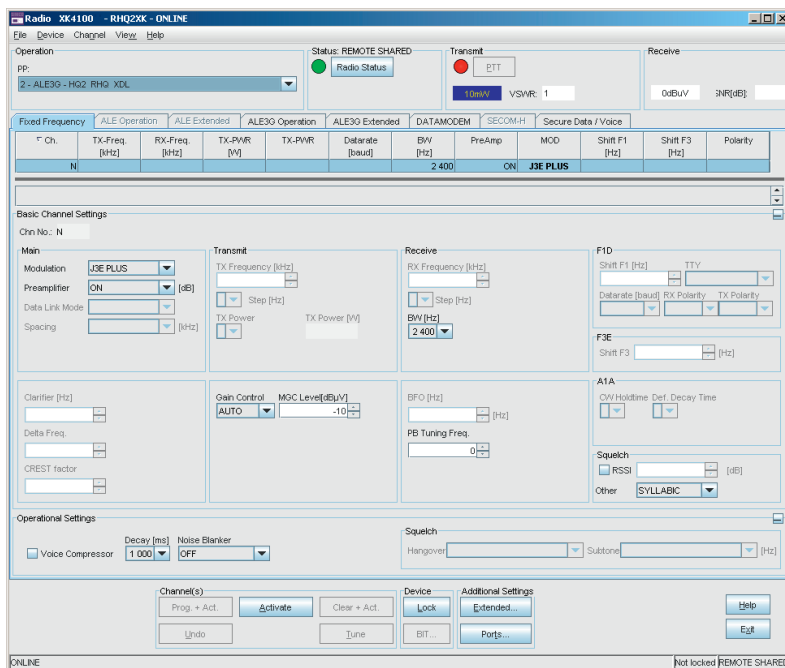 Radio XK4100 - RHQ2XK - ONLINE
File Device Channel View Help
Operation
Status: REMOTE SHARED
Transmit
Receive
PP:
Radio Status
PTT
2 - ALE3G - HQ2 RHQ XDL
10mW VSWR: 1
0dBuV SNR[dB]:
Fixed Frequency ALE Operation ALE Extended ALE3G Operation ALE3G Extended DATAMODEM SECOM-H Secure Data / Voice
Ch. TX-Freq. RX-Freq. TX-PWR TX-PWR Datarate BW PreAmp MOD Shift F1 Shift F3 Polarity
[kHz] [kHz] [W] [baud] [Hz] [Hz] [Hz]
N 2 400 ON J3E PLUS
Basic Channel Settings
Chn No.: N
Main
Modulation J3E PLUS
Preamplifier ON [dB]
Data Link Mode
Spacing [kHz]
Transmit
TX Frequency [kHz]
Step [Hz]
TX Power TX Power [W]
Receive
RX Frequency [kHz]
Step [Hz]
BW [Hz]
2 400
F1D
Shift F1 [Hz] TTY
Datarate [baud] RX Polarity TX Polarity
F3E
Shift F3 [Hz]
Clarifier [Hz]
Delta Freq.
CREST factor
Gain Control MGC Level[dBµV]
AUTO -10
BFO [Hz]
[Hz]
PB Tuning Freq.
0
A1A
CW Holdtime Def. Decay Time
Squelch
RSSI [dB]
Other SYLLABIC
Operational Settings
Decay [ms] Noise Blanker
Voice Compressor 1 000 OFF
Squelch
Hangover Subtone [Hz]
Channel(s)
Prog. + Act. Activate Clear + Act.
Undo Tune
Device
Lock
BIT...
Additional Settings
Extended...
Ports...
Help
Exit
ONLINE Not locked REMOTE SHARED